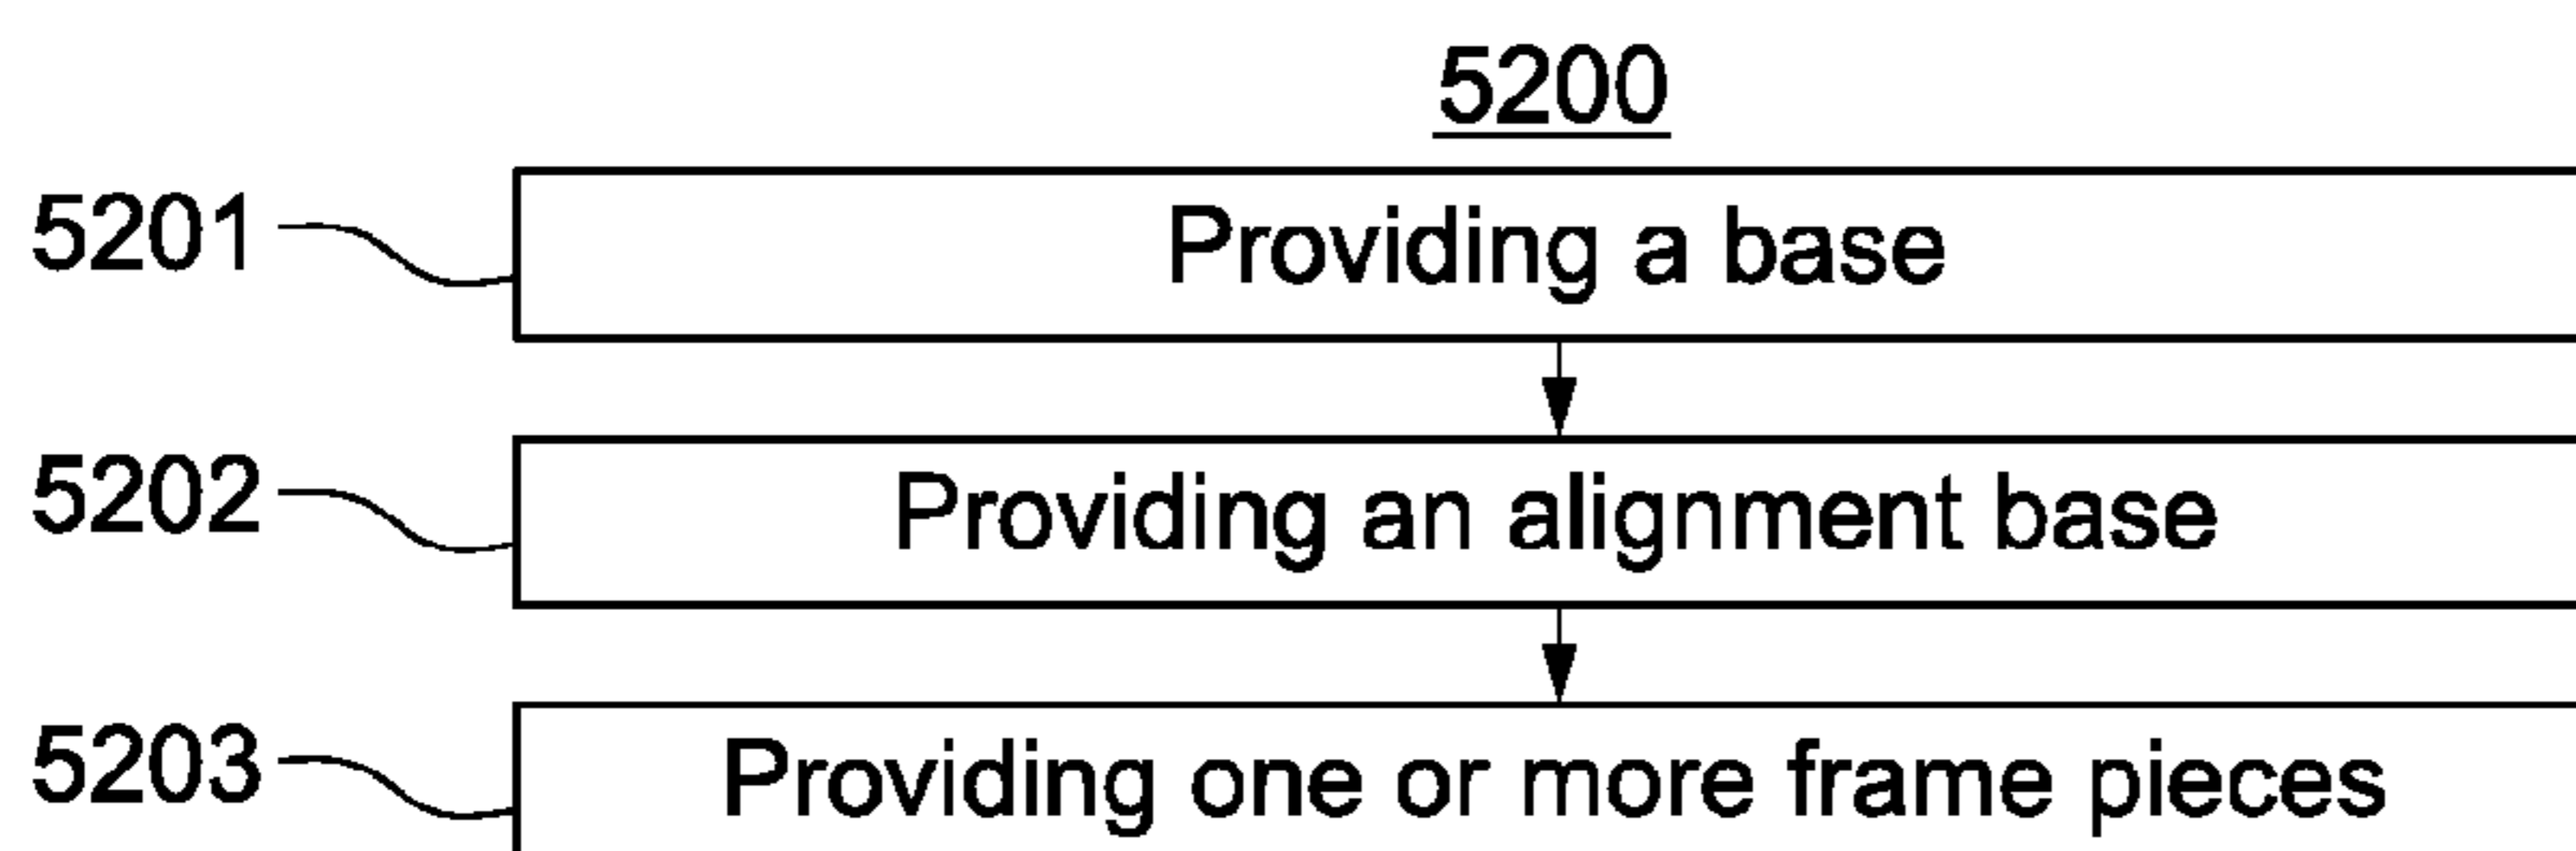 5200
5201 Providing a base
5202 Providing an alignment base
5203 Providing one or more frame pieces